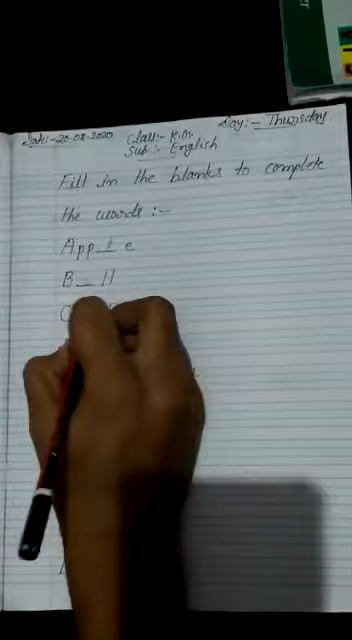 Date:-20-08-2020 Class:- K.G. Day:- Thursday
Sub:- English
Fill in the blanks to complete
the words :-
App_l_e
B__ll
C